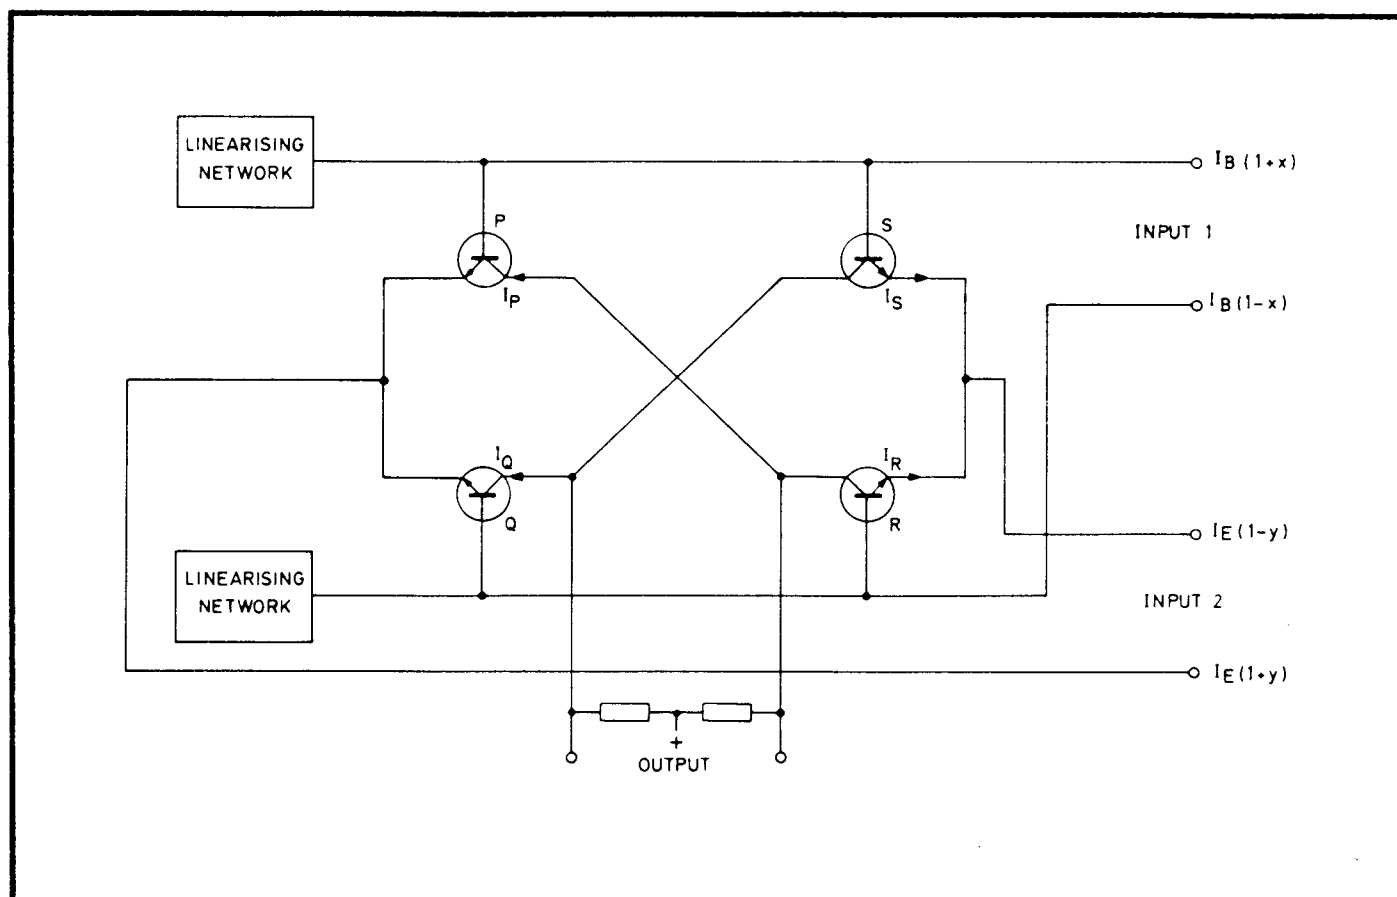 LINEARISING
NETWORK
I_B (1+x)
P
S
INPUT 1
I_P
I_S
I_B (1-x)
I_Q
I_R
Q
R
I_E (1-y)
LINEARISING
NETWORK
INPUT 2
I_E (1+y)
+
OUTPUT